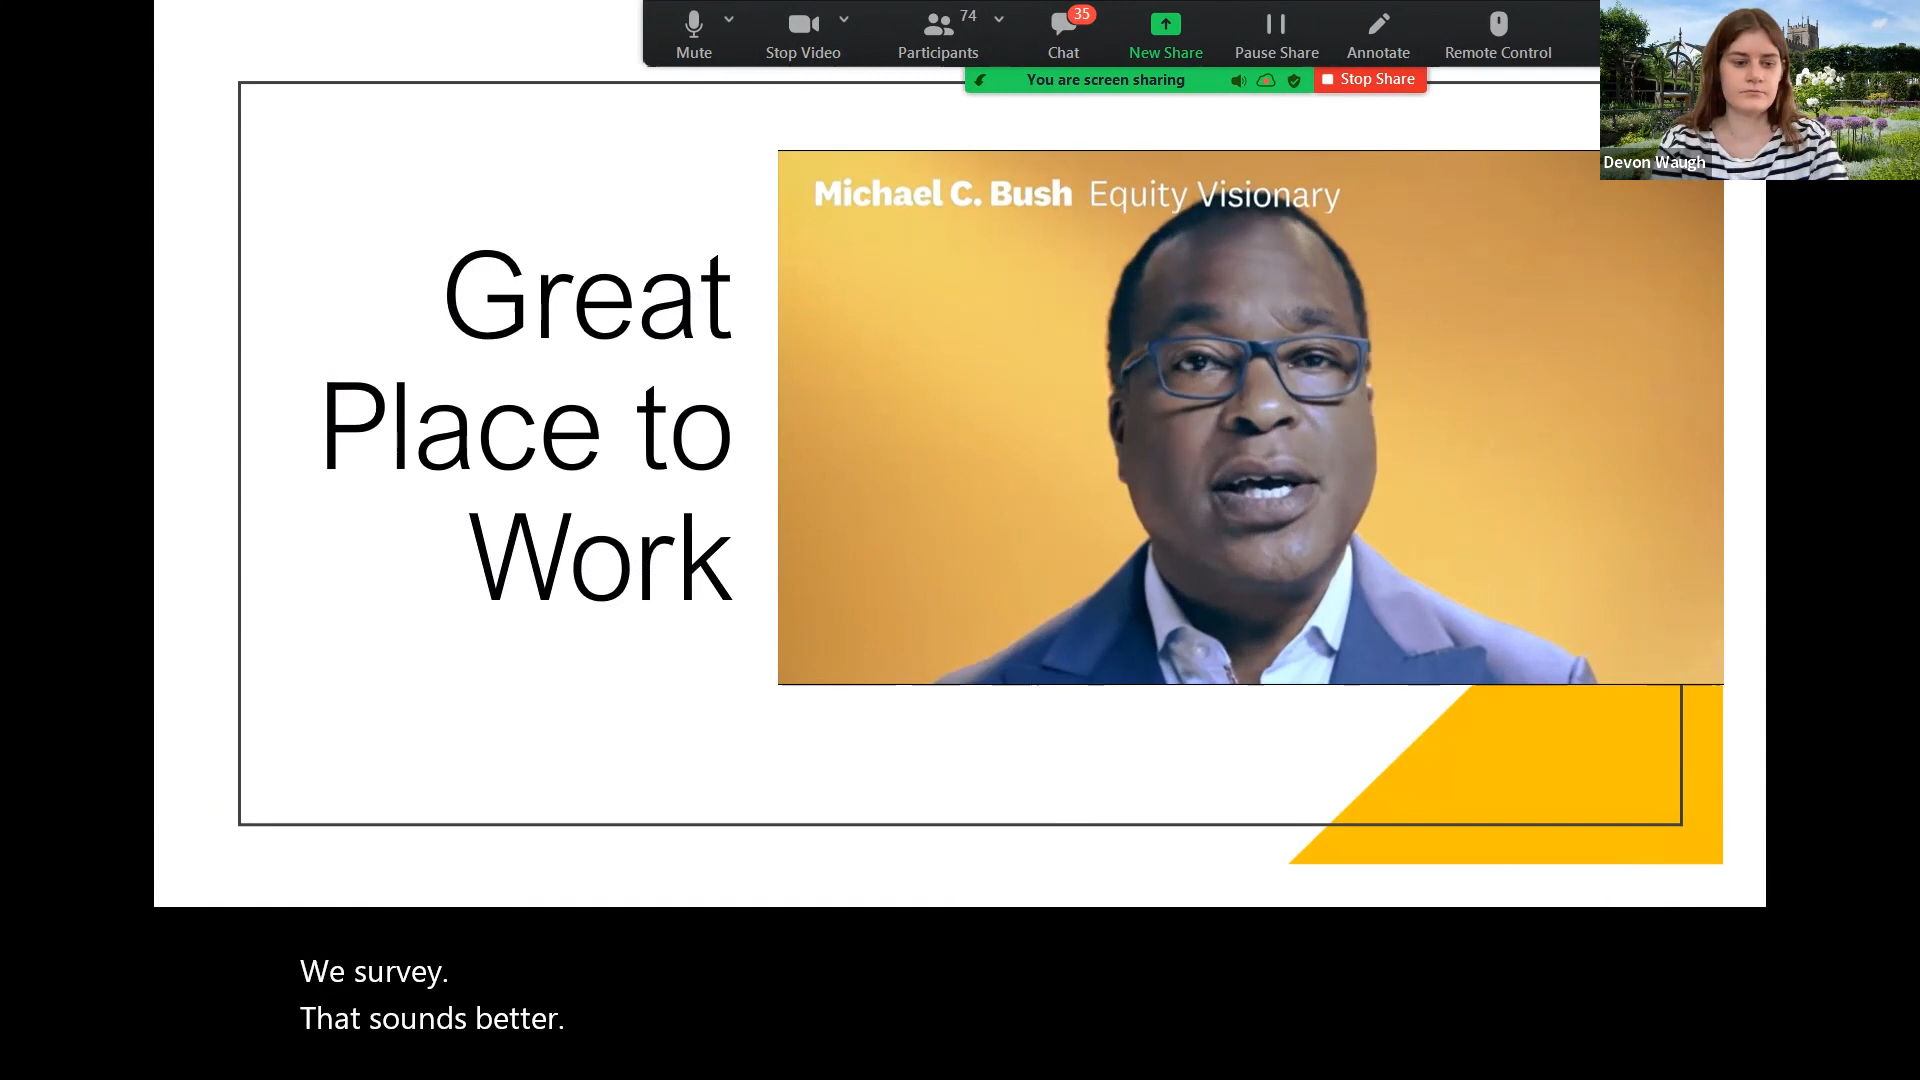 74
35
Mute
Stop Video
Participants
Chat
New Share
Pause Share
Annotate
Remote Control
You are screen sharing
Stop Share
Devon Waugh
Michael C. Bush Equity Visionary
Great
Place to
Work
We survey.
That sounds better.